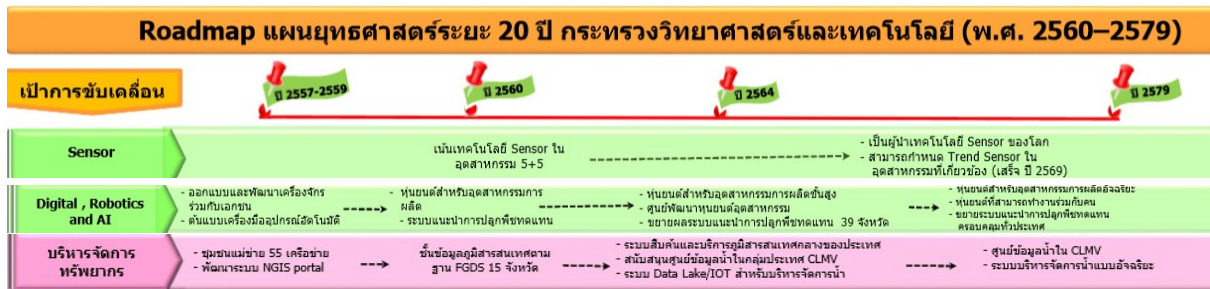 Roadmap แผนยุทธศาสตร์ระยะ 20 ปี กระทรวงวิทยาศาสตร์และเทคโนโลยี (พ.ศ. 2560–2579)
เป้าการขับเคลื่อน
ปี 2557-2559
ปี 2560
ปี 2564
ปี 2579
Sensor
เน้นเทคโนโลยี Sensor ใน
อุตสาหกรรม 5+5
- เป็นผู้นำเทคโนโลยี Sensor ของโลก
- สามารถกำหนด Trend Sensor ใน
อุตสาหกรรมที่เกี่ยวข้อง (เสร็จ ปี 2569)
Digital , Robotics
and AI
- ออกแบบและพัฒนาเครื่องจักร
ร่วมกับเอกชน
- ต้นแบบเครื่องมืออุปกรณ์อัตโนมัติ
- หุ่นยนต์สำหรับอุตสาหกรรมการ
ผลิต
- ระบบแนะนำการปลูกพืชทดแทน
- หุ่นยนต์สำหรับอุตสาหกรรมการผลิตขั้นสูง
- ศูนย์พัฒนาหุ่นยนต์อุตสาหกรรม
- ขยายผลระบบแนะนำการปลูกพืชทดแทน 39 จังหวัด
- หุ่นยนต์สำหรับอุตสาหกรรมการผลิตอัจฉริยะ
- หุ่นยนต์ที่สามารถทำงานร่วมกับคน
- ขยายระบบแนะนำการปลูกพืชทดแทน
ครอบคลุมทั่วประเทศ
บริหารจัดการ
ทรัพยากร
- ชุมชนแม่ข่าย 55 เครือข่าย
- พัฒนาระบบ NGIS portal
ชั้นข้อมูลภูมิสารสนเทศตาม
ฐาน FGDS 15 จังหวัด
- ระบบสืบค้นและบริการภูมิสารสนเทศกลางของประเทศ
- สนับสนุนศูนย์ข้อมูลน้ำในกลุ่มประเทศ CLMV
- ระบบ Data Lake/IOT สำหรับบริหารจัดการน้ำ
- ศูนย์ข้อมูลน้ำใน CLMV
- ระบบบริหารจัดการน้ำแบบอัจฉริยะ